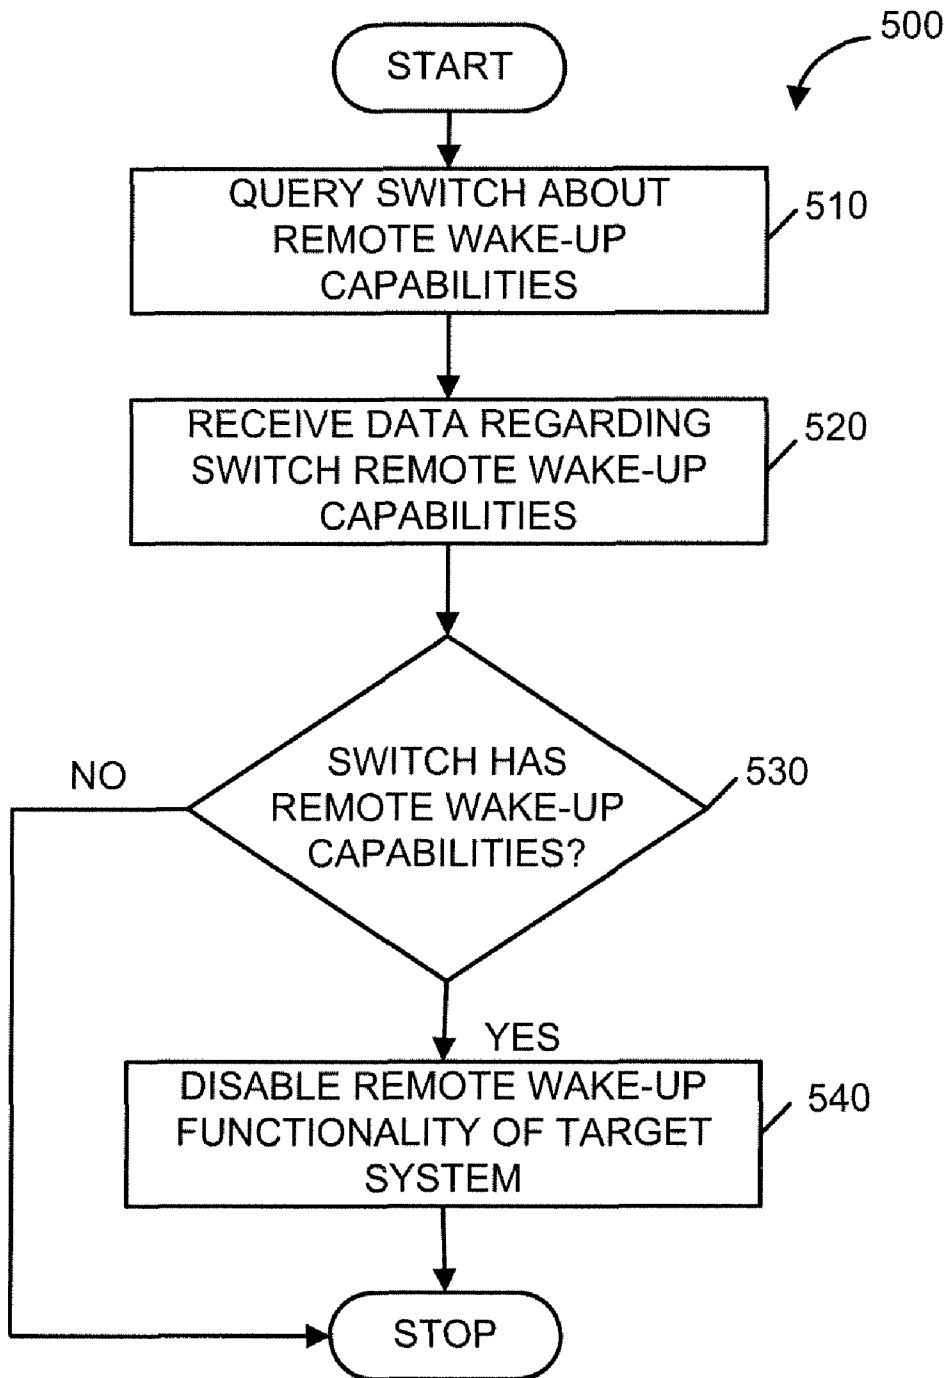 500
START
QUERY SWITCH ABOUT
REMOTE WAKE-UP
CAPABILITIES
510
RECEIVE DATA REGARDING
SWITCH REMOTE WAKE-UP
CAPABILITIES
520
SWITCH HAS
REMOTE WAKE-UP
CAPABILITIES?
530
NO
YES
DISABLE REMOTE WAKE-UP
FUNCTIONALITY OF TARGET
SYSTEM
540
STOP